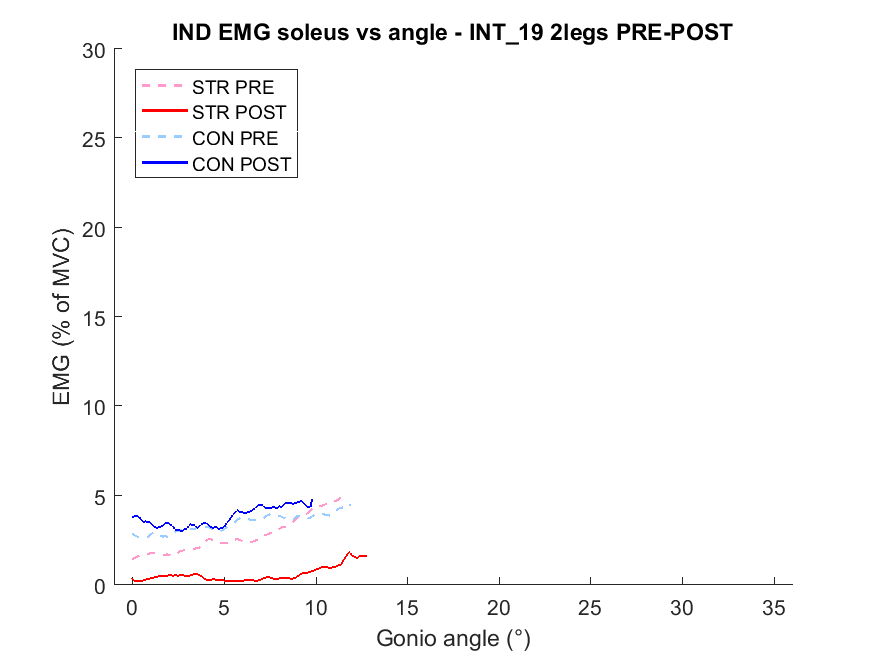 IND EMG soleus vs angle - INT_19 2legs PRE-POST
30
25
20
15
10
5
0
EMG (% of MVC)
STR PRE
STR POST
CON PRE
CON POST
0 5 10 15 20 25 30 35
Gonio angle (°)